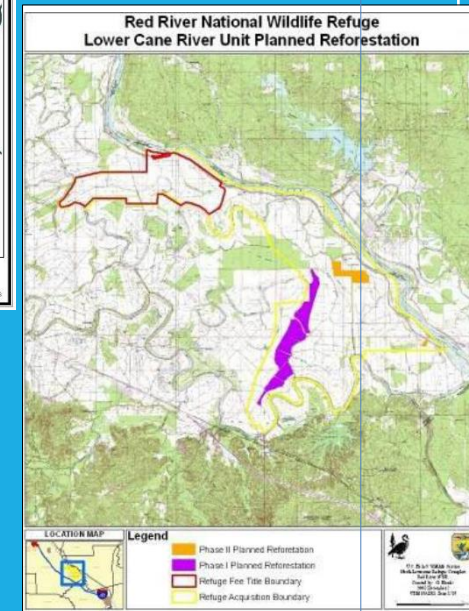 Red River National Wildlife Refuge
Lower Cane River Unit Planned Reforestation
LOCATION MAP
Legend
Phase II Planned Reforetation
Phase I Planned Reforestation
Refuge Fee Title Boundary
Refuge Acquisition Boundary